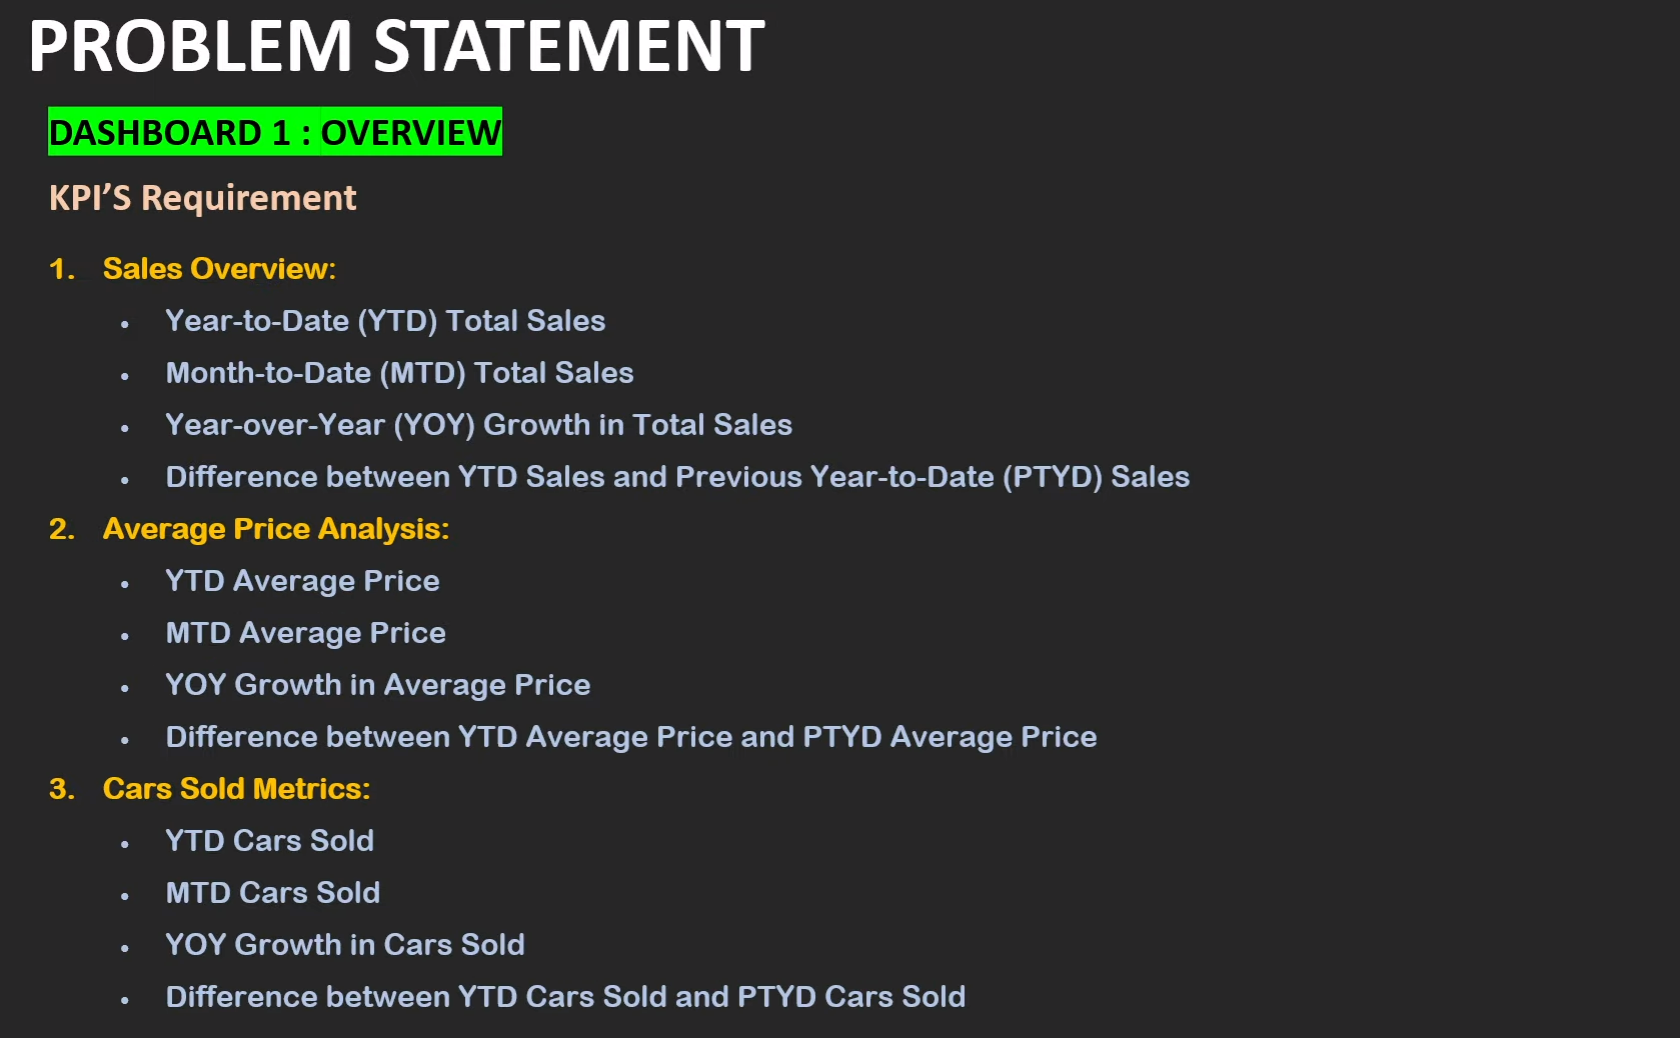 PROBLEM STATEMENT
DASHBOARD 1 : OVERVIEW
KPI’S Requirement
1. Sales Overview:
• Year-to-Date (YTD) Total Sales
• Month-to-Date (MTD) Total Sales
• Year-over-Year (YOY) Growth in Total Sales
• Difference between YTD Sales and Previous Year-to-Date (PTYD) Sales
2. Average Price Analysis:
• YTD Average Price
• MTD Average Price
• YOY Growth in Average Price
• Difference between YTD Average Price and PTYD Average Price
3. Cars Sold Metrics:
• YTD Cars Sold
• MTD Cars Sold
• YOY Growth in Cars Sold
• Difference between YTD Cars Sold and PTYD Cars Sold